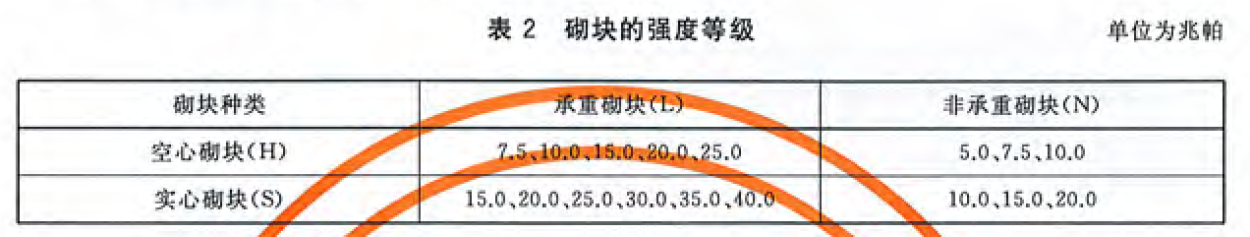 表 2 砌块的强度等级 单位为兆帕
砌块种类 承重砌块(L) 非承重砌块(N)
空心砌块(H) 7.5、10.0、15.0、20.0、25.0 5.0、7.5、10.0
实心砌块(S) 15.0、20.0、25.0、30.0、35.0、40.0 10.0、15.0、20.0